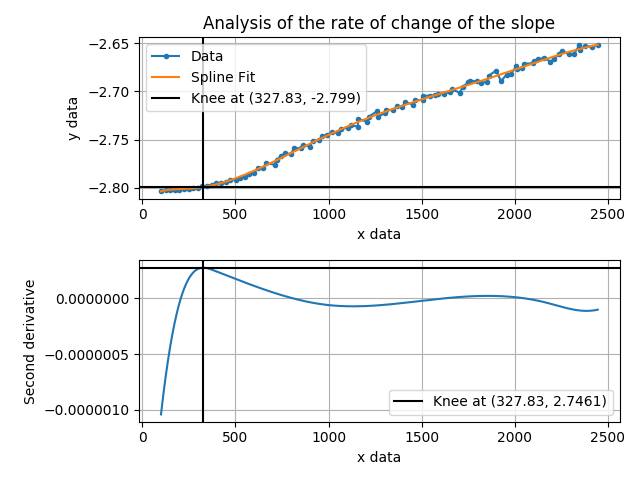 Analysis of the rate of change of the slope
−2.65
−2.70
−2.75
−2.80
y data
Data
Spline Fit
Knee at (327.83, -2.799)
0 500 1000 1500 2000 2500
x data
0.0000000
−0.0000005
−0.0000010
Second derivative
Knee at (327.83, 2.7461)
0 500 1000 1500 2000 2500
x data